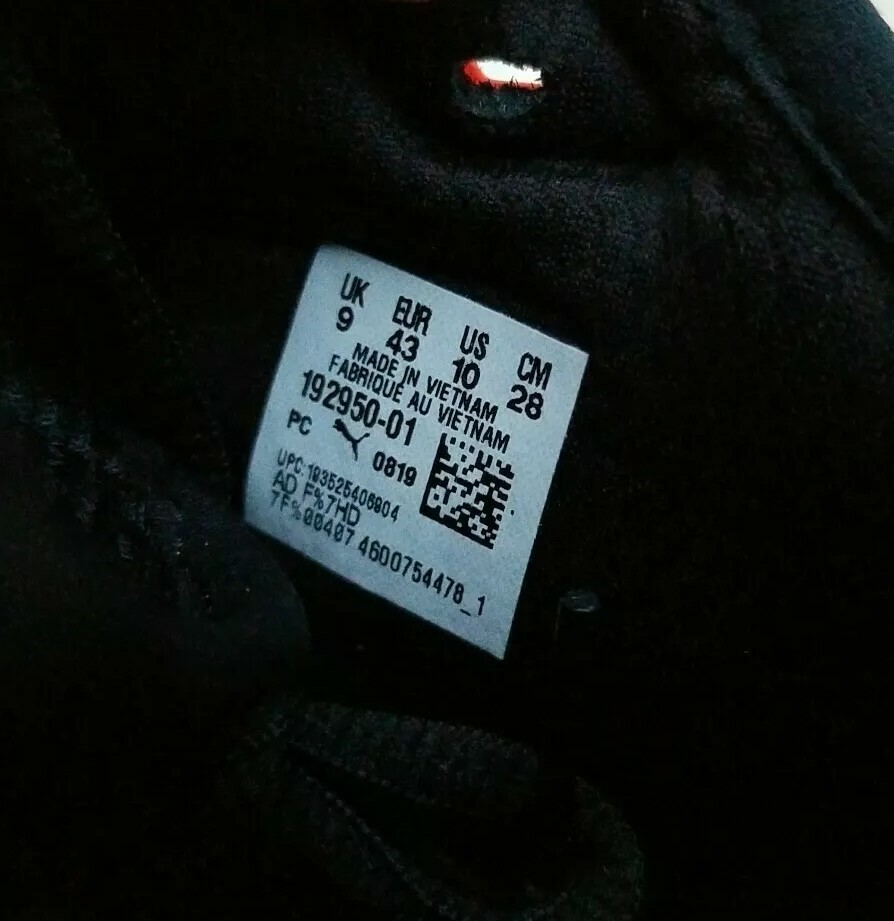 UK EUR US CM
9 43 10 28
MADE IN VIETNAM
FABRIQUÉ AU VIETNAM
192950-01
PC 0819
UPC:193525406904
AD F%7HD
7F%00407 4600754478_1